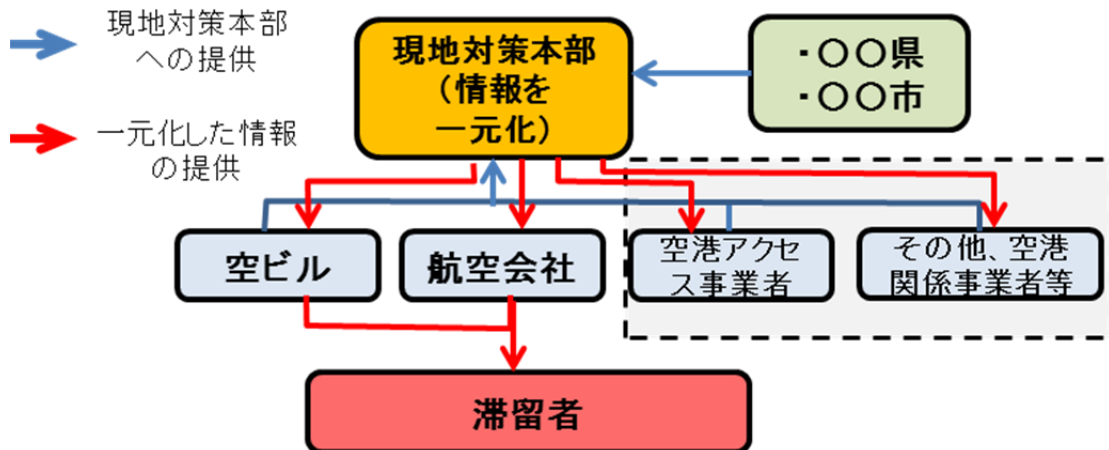 現地対策本部
への提供
一元化した情報
の提供
現地対策本部
（情報を
一元化）
・〇〇県
・〇〇市
空ビル
航空会社
空港アクセ
ス事業者
その他、空港
関係事業者等
滞留者